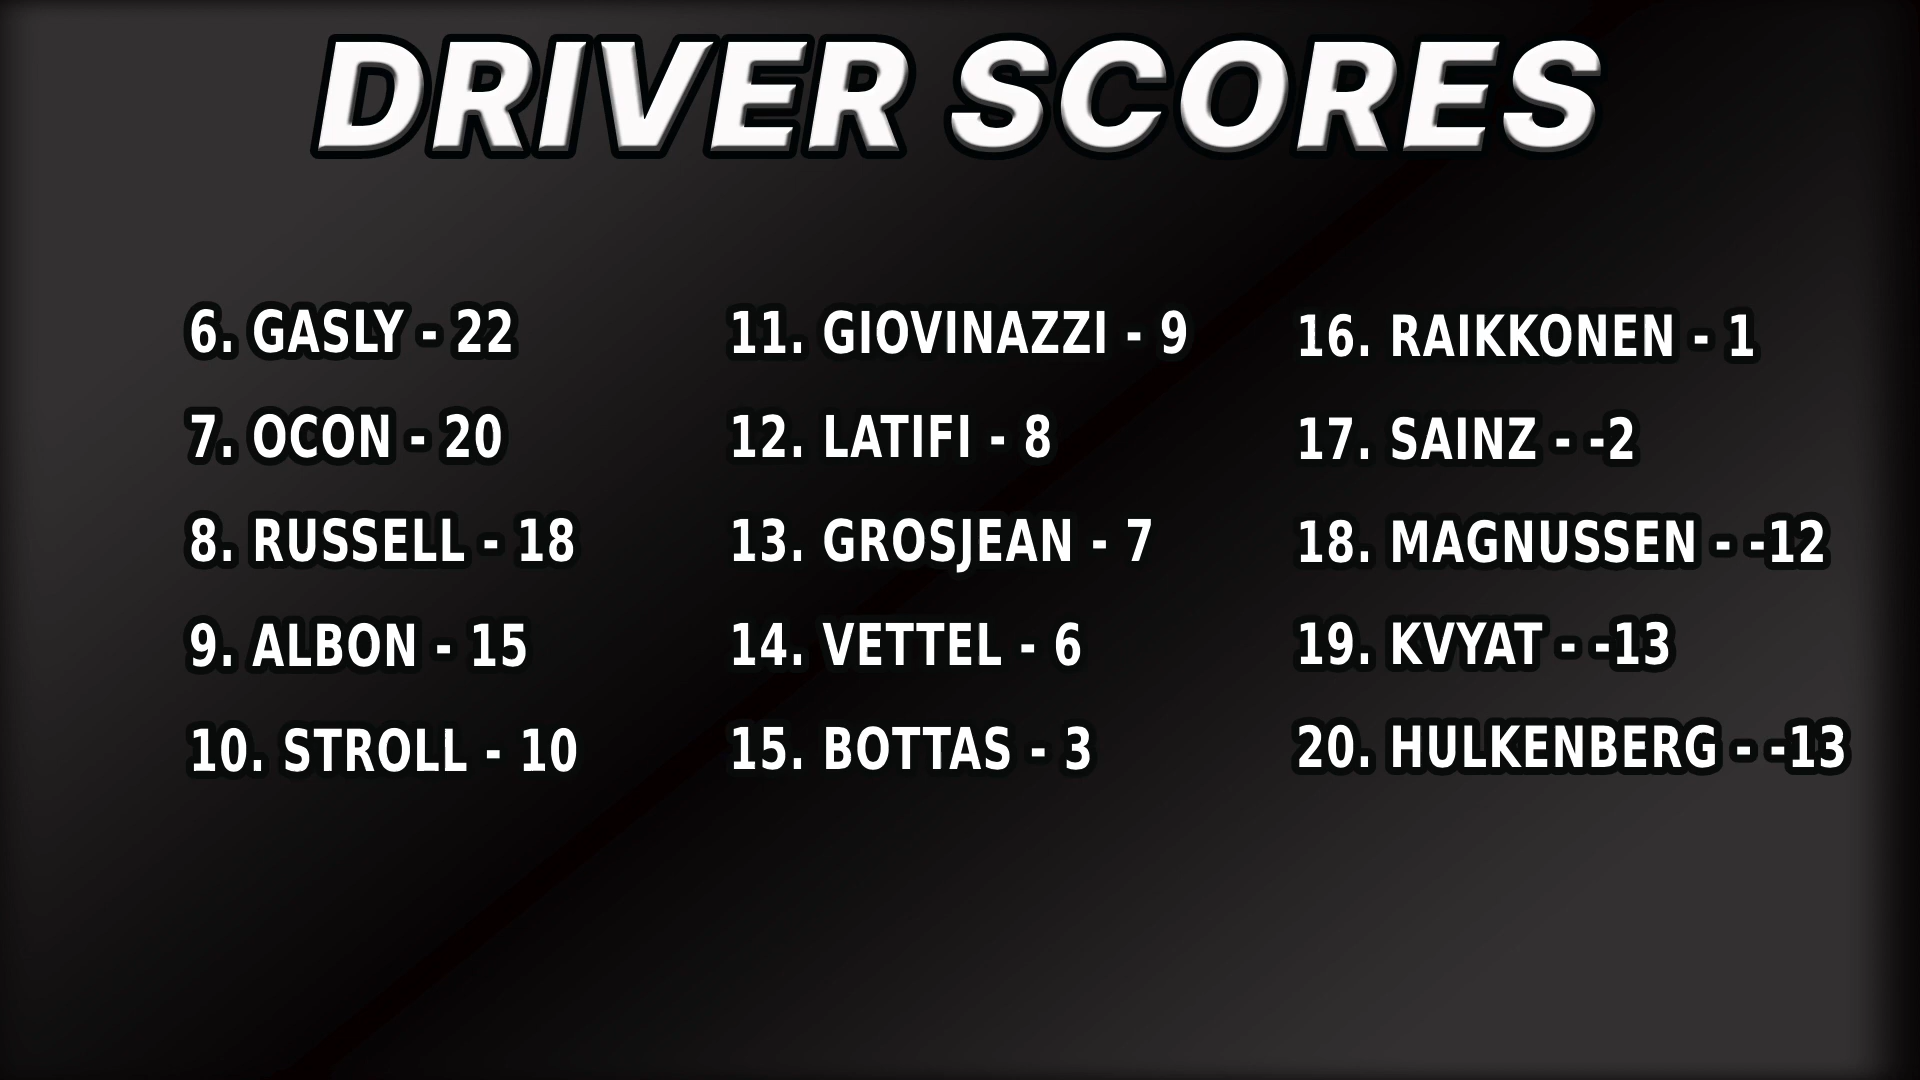 DRIVER SCORES
6. GASLY - 22
7. OCON - 20
8. RUSSELL - 18
9. ALBON - 15
10. STROLL - 10
11. GIOVINAZZI - 9
12. LATIFI - 8
13. GROSJEAN - 7
14. VETTEL - 6
15. BOTTAS - 3
16. RAIKKONEN - 1
17. SAINZ - -2
18. MAGNUSSEN - -12
19. KVYAT - -13
20. HULKENBERG - -13